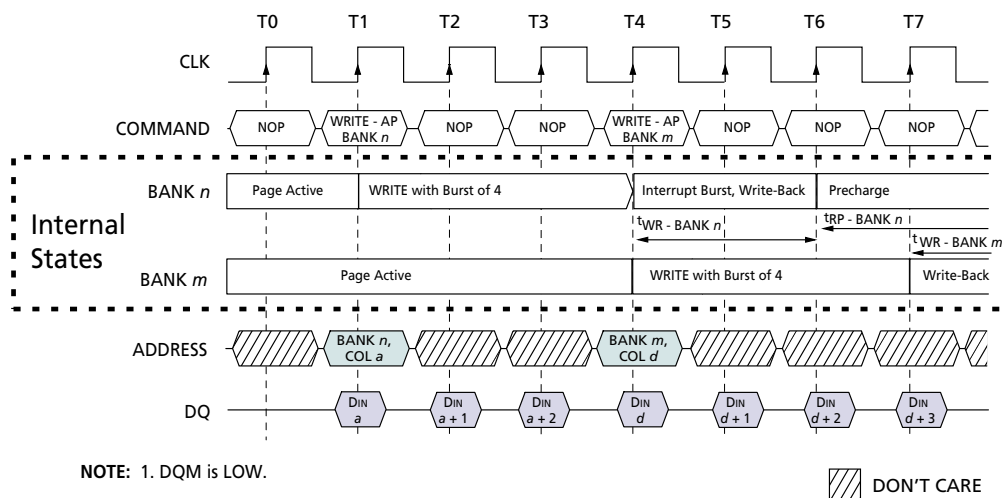 T0 T1 T2 T3 T4 T5 T6 T7
CLK
COMMAND NOP WRITE - AP BANK n NOP NOP WRITE - AP BANK m NOP NOP NOP
Internal States
BANK n Page Active WRITE with Burst of 4 Interrupt Burst, Write-Back Precharge
tWR - BANK n tRP - BANK n
tWR - BANK m
BANK m Page Active WRITE with Burst of 4 Write-Back
ADDRESS BANK n, COL a BANK m, COL d
DQ DIN a DIN a + 1 DIN a + 2 DIN d DIN d + 1 DIN d + 2 DIN d + 3
NOTE: 1. DQM is LOW.
DON'T CARE